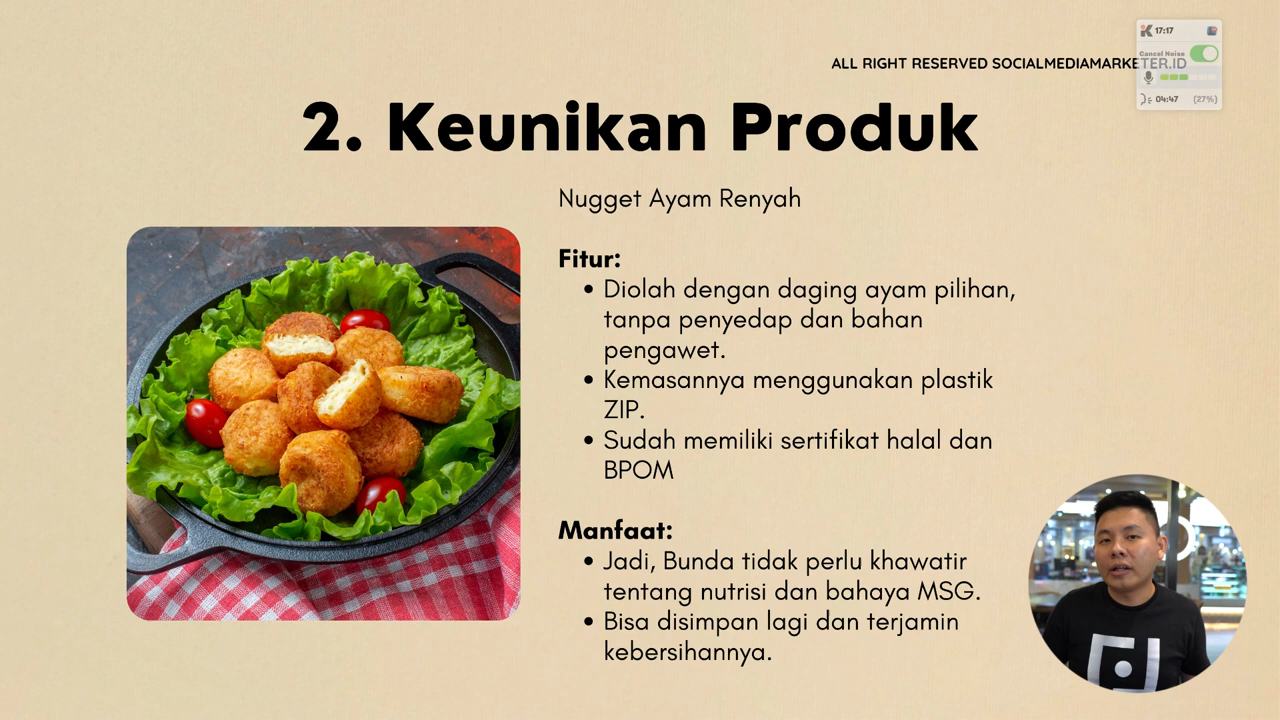 17:17
Cancel Noise
ALL RIGHT RESERVED SOCIALMEDIAMARKETER.ID
04:47 (27%)
2. Keunikan Produk
Nugget Ayam Renyah
Fitur:
• Diolah dengan daging ayam pilihan,
tanpa penyedap dan bahan
pengawet.
• Kemasannya menggunakan plastik
ZIP.
• Sudah memiliki sertifikat halal dan
BPOM
Manfaat:
• Jadi, Bunda tidak perlu khawatir
tentang nutrisi dan bahaya MSG.
• Bisa disimpan lagi dan terjamin
kebersihannya.